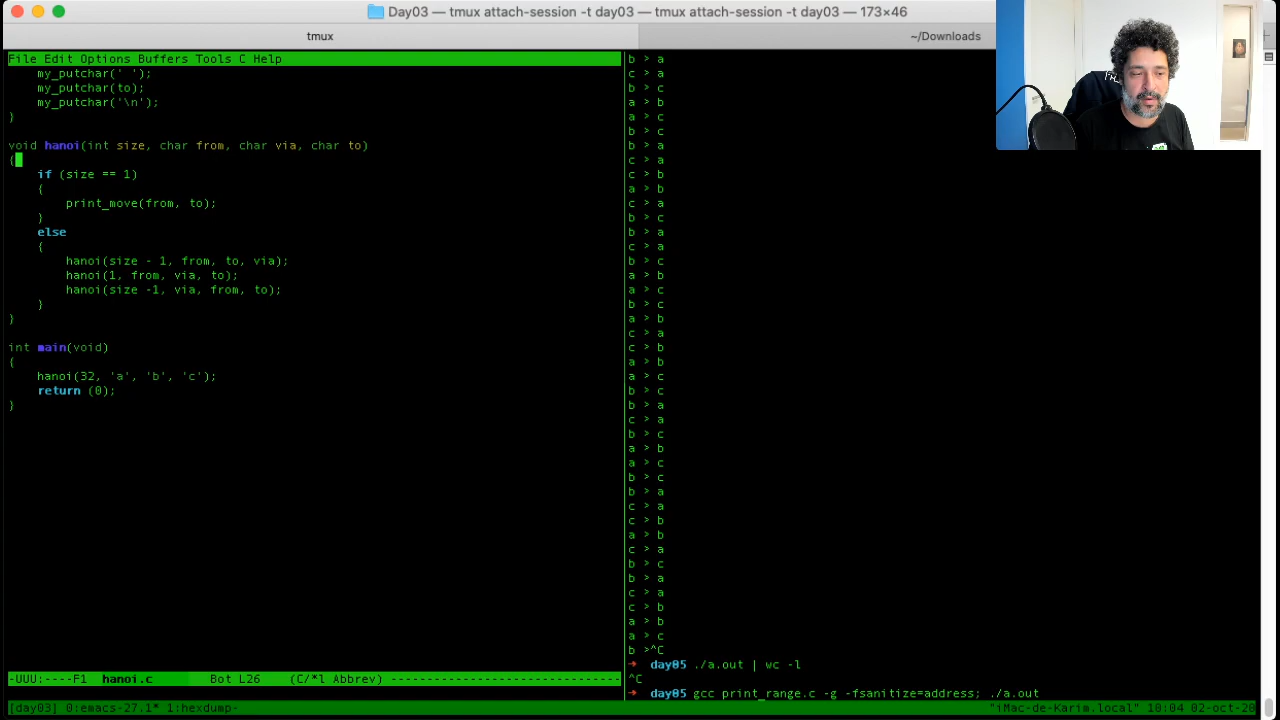 Day03 — tmux attach-session -t day03 — tmux attach-session -t day03 — 173×46
tmux
~/Downloads
File Edit Options Buffers Tools C Help
my_putchar(' ');
my_putchar(to);
my_putchar('\n');
}
void hanoi(int size, char from, char via, char to)
{
if (size == 1)
{
print_move(from, to);
}
else
{
hanoi(size - 1, from, to, via);
hanoi(1, from, via, to);
hanoi(size -1, via, from, to);
}
}
int main(void)
{
hanoi(32, 'a', 'b', 'c');
return (0);
}
-UUU:----F1 hanoi.c Bot L26 (C/*l Abbrev)
b > a
c > a
b > c
a > b
a > c
b > c
b > a
c > a
c > b
a > b
c > a
b > c
b > a
c > a
b > c
a > b
a > c
b > c
a > b
c > a
c > b
a > b
a > c
b > c
b > a
c > a
b > c
a > b
a > c
b > c
b > a
c > a
c > b
a > b
c > a
b > c
b > a
c > a
c > b
a > b
a > c
b >^C
➜ day05 ./a.out | wc -l
^C
➜ day05 gcc print_range.c -g -fsanitize=address; ./a.out
[day03] 0:emacs-27.1* 1:hexdump- "iMac-de-Karim.local" 18:04 02-oct-20